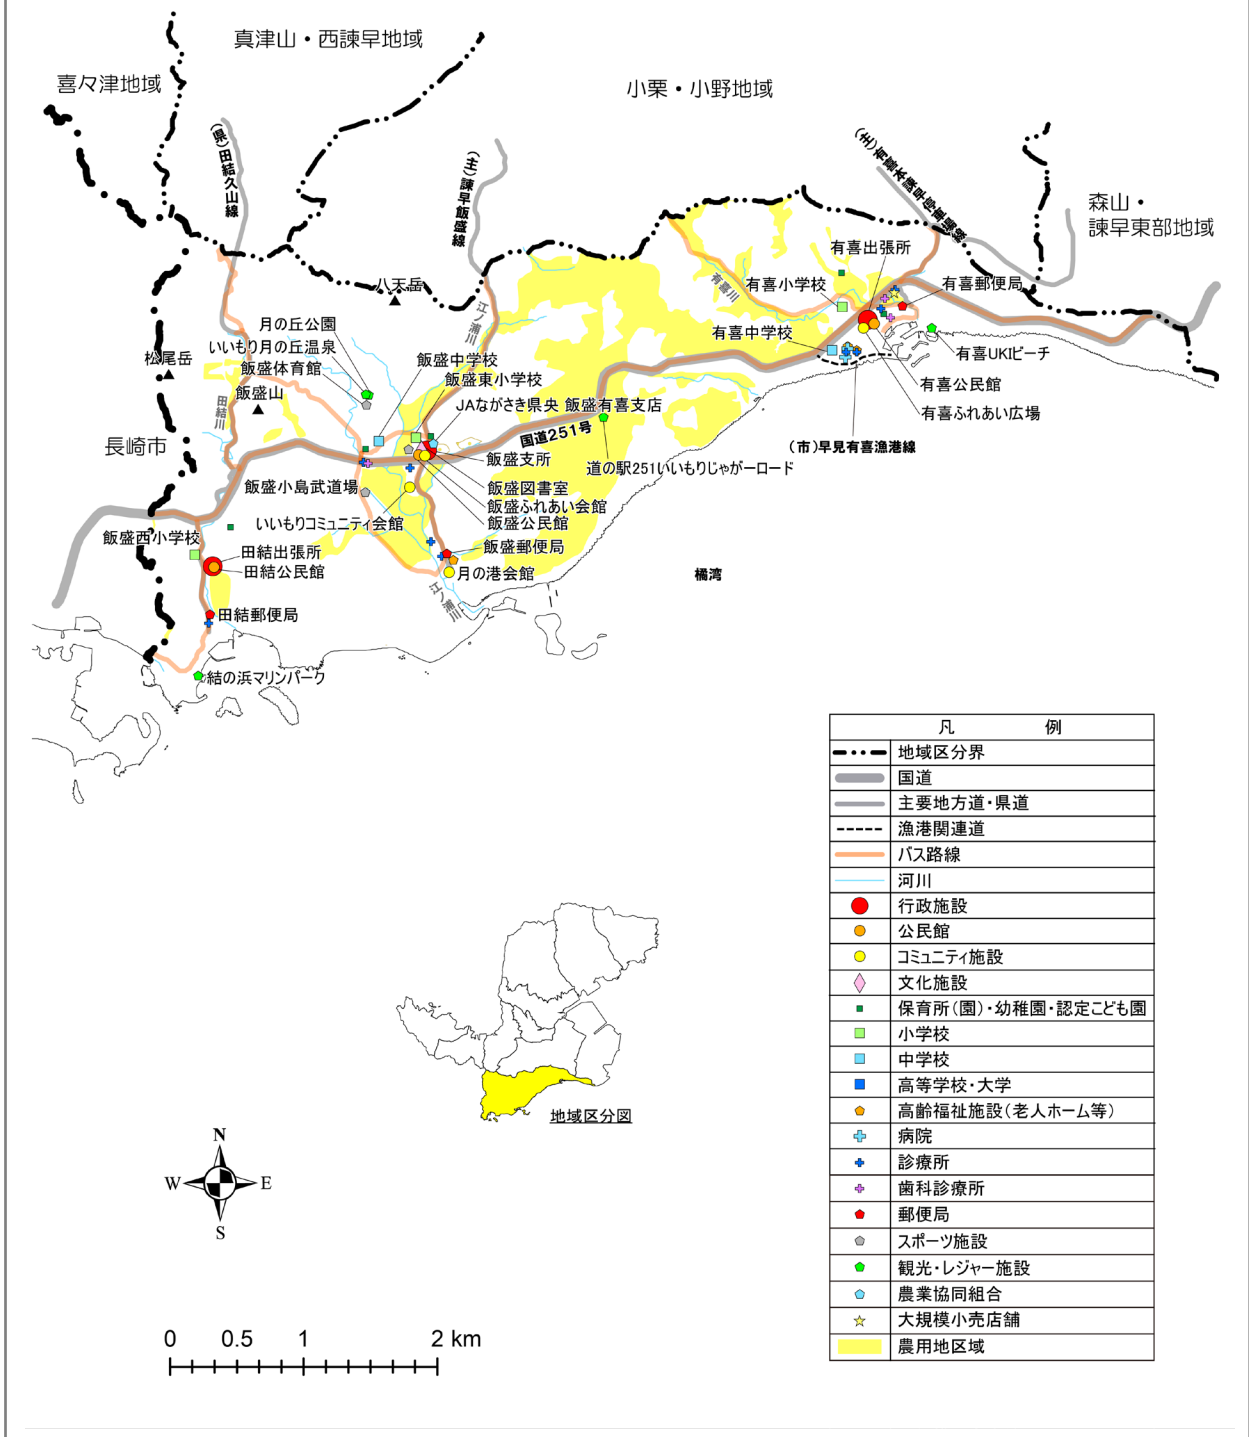 真津山・西諫早地域
喜々津地域
小栗・小野地域
(県)田結久山線
(主)諫早飯盛線
(主)有喜本諫早停車場線
森山・
諫早東部地域
有喜出張所
八天岳
有喜川
有喜小学校
有喜郵便局
江ノ浦川
月の丘公園
いいもり月の丘温泉
飯盛体育館
飯盛中学校
有喜中学校
有喜UKIビーチ
松尾岳
飯盛山
飯盛東小学校
有喜公民館
JAながさき県央 飯盛有喜支店
有喜ふれあい広場
田結川
国道251号
長崎市
(市)早見有喜漁港線
飯盛支所
道の駅251いいもりじゃがーロード
飯盛小島武道場
飯盛図書室
飯盛ふれあい会館
いいもりコミュニティ会館
飯盛公民館
飯盛西小学校
田結出張所
飯盛郵便局
田結公民館
月の港会館
橘湾
江ノ浦川
田結郵便局
結の浜マリンパーク
凡 例
地域区分界
国道
主要地方道・県道
漁港関連道
バス路線
河川
行政施設
公民館
コミュニティ施設
文化施設
保育所(園)・幼稚園・認定こども園
小学校
中学校
高等学校・大学
高齢福祉施設(老人ホーム等)
病院
診療所
歯科診療所
郵便局
スポーツ施設
観光・レジャー施設
農業協同組合
大規模小売店舗
農用地区域
地域区分図
N
W E
S
0 0.5 1 2 km